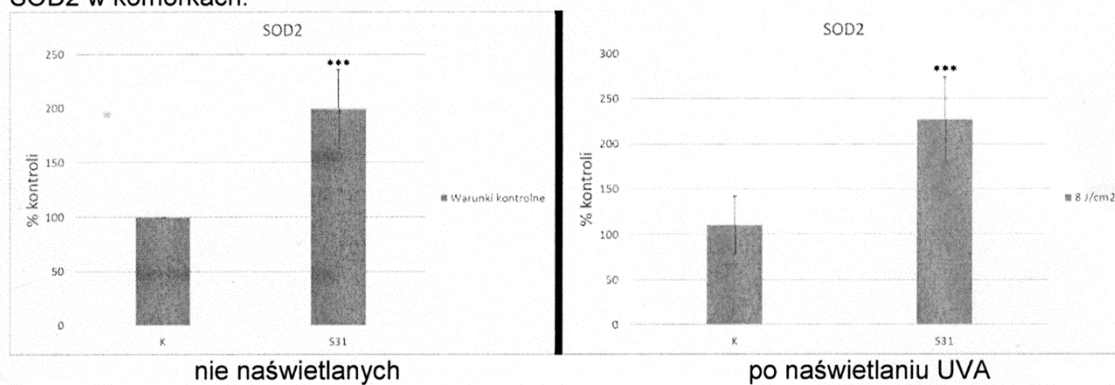 SOD2 w komórkach:
SOD2
250
200
150
100
50
0
% kontroli
***
K
S31
Warunki kontrolne
nie naświetlanych
SOD2
300
250
200
150
100
50
0
% kontroli
***
K
S31
8 J/cm2
po naświetlaniu UVA